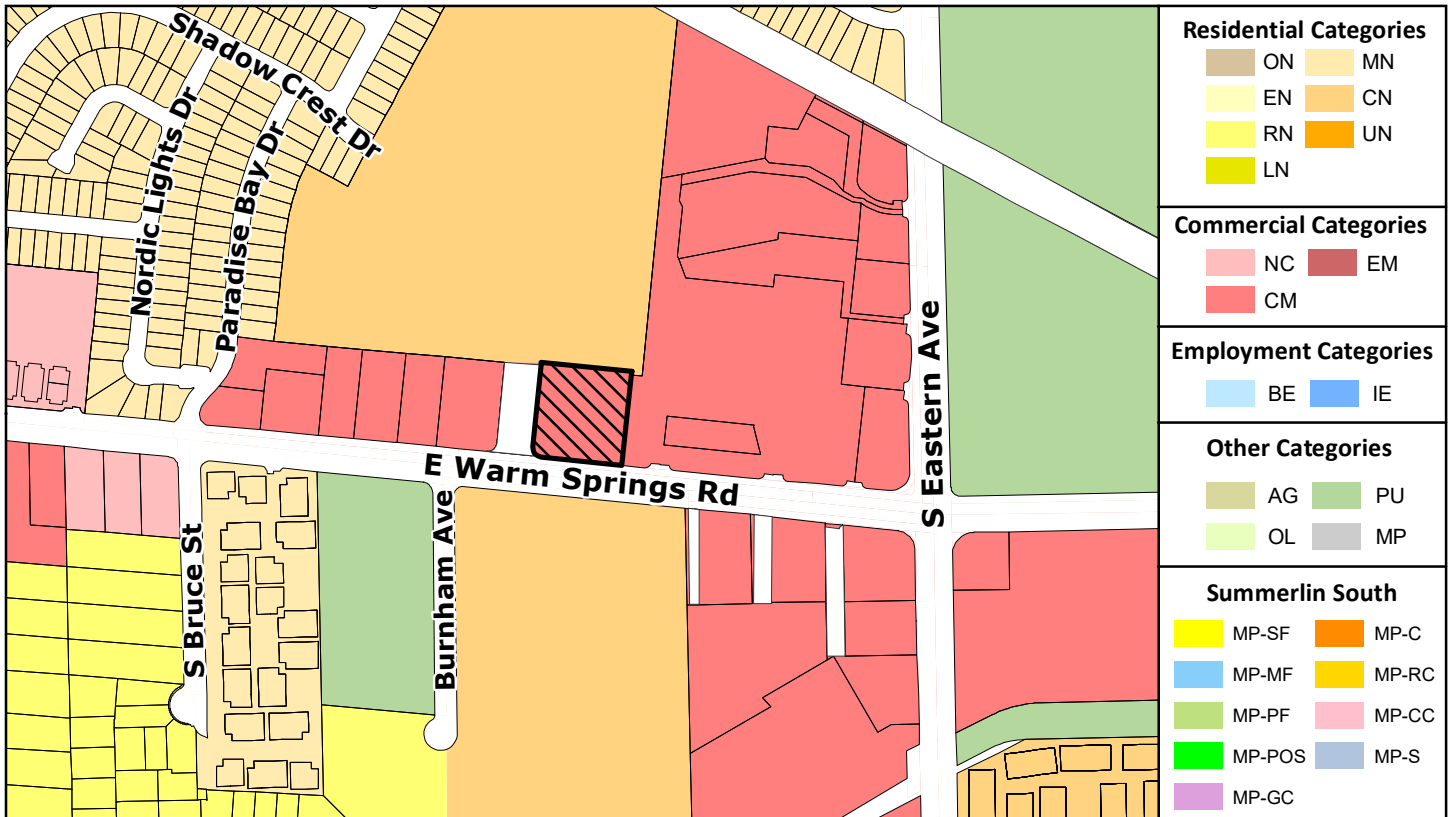 Shadow Crest Dr
Nordic Lights Dr
Paradise Bay Dr
S Eastern Ave
E Warm Springs Rd
S Bruce St
Burnham Ave
Residential Categories
ON MN
EN CN
RN UN
LN
Commercial Categories
NC EM
CM
Employment Categories
BE IE
Other Categories
AG PU
OL MP
Summerlin South
MP-SF MP-C
MP-MF MP-RC
MP-PF MP-CC
MP-POS MP-S
MP-GC